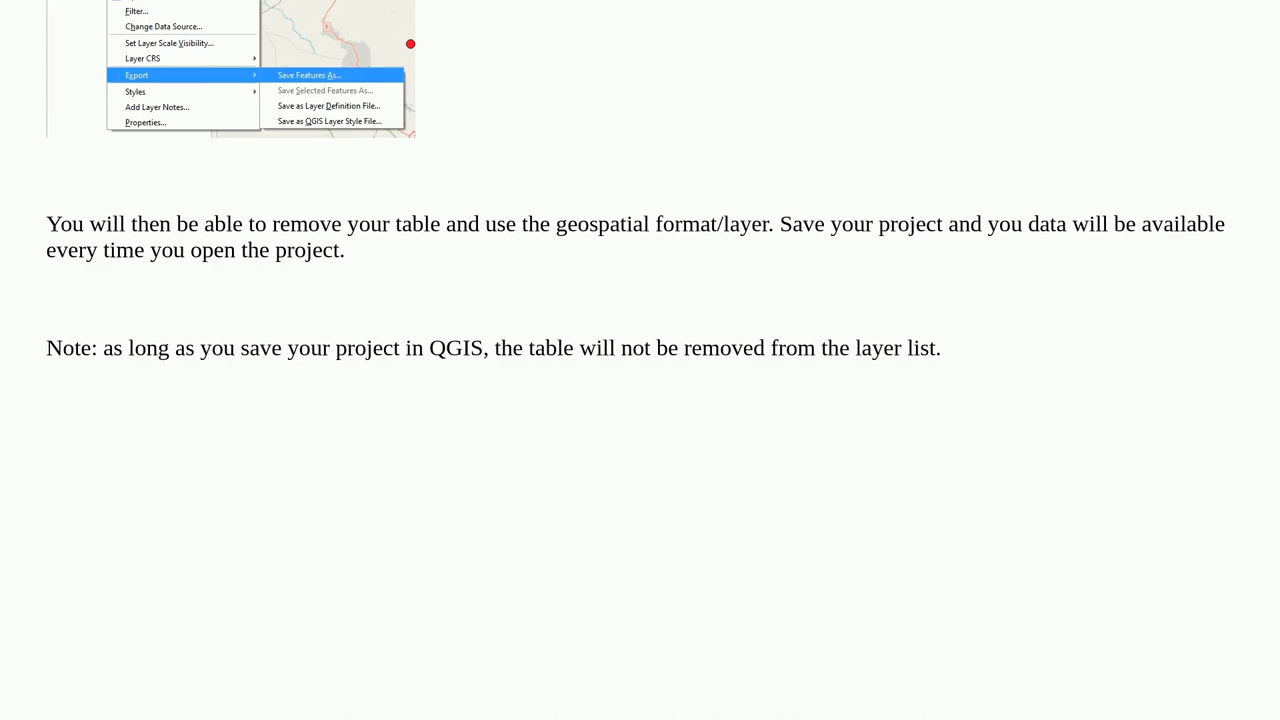 Filter...
Change Data Source...
Set Layer Scale Visibility...
Layer CRS
Export
Save Features As...
Styles
Save Selected Features As...
Add Layer Notes...
Save as Layer Definition File...
Properties...
Save as QGIS Layer Style File...
You will then be able to remove your table and use the geospatial format/layer. Save your project and you data will be available
every time you open the project.
Note: as long as you save your project in QGIS, the table will not be removed from the layer list.